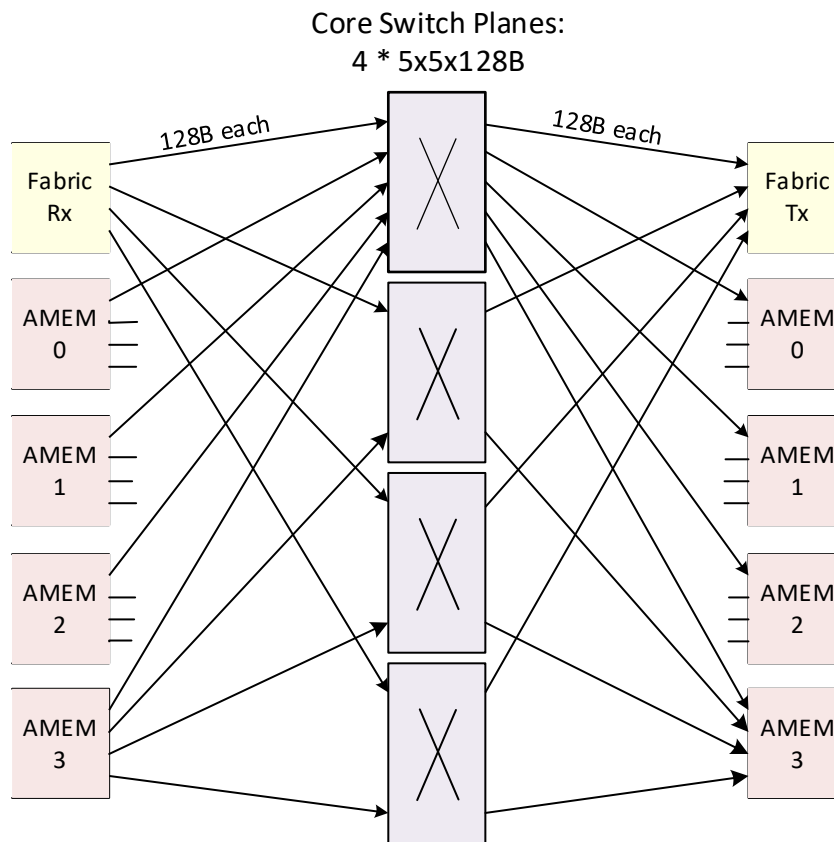 Core Switch Planes:
4 * 5x5x128B
128B each
128B each
Fabric
Rx
Fabric
Tx
AMEM
0
AMEM
0
AMEM
1
AMEM
1
AMEM
2
AMEM
2
AMEM
3
AMEM
3